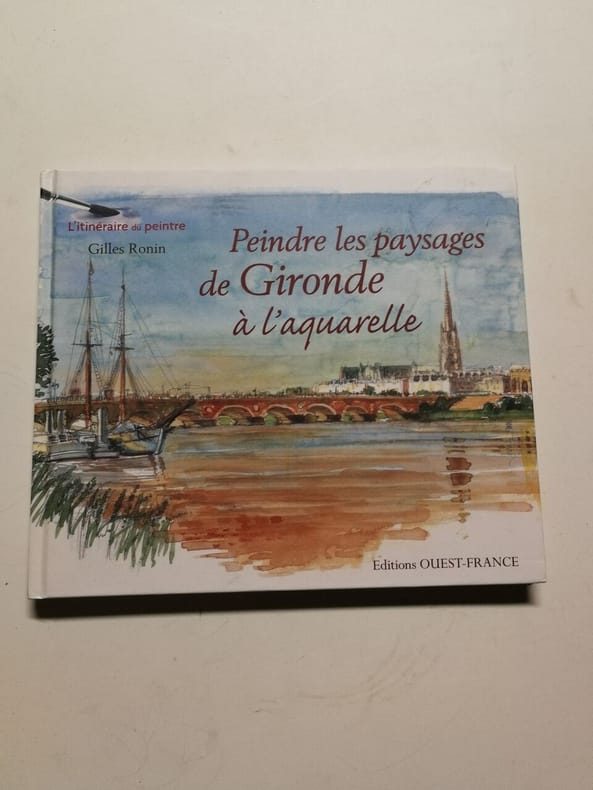 L'itinéraire du peintre
Gilles Ronin
Peindre les paysages
de Gironde
à l'aquarelle
Editions OUEST-FRANCE